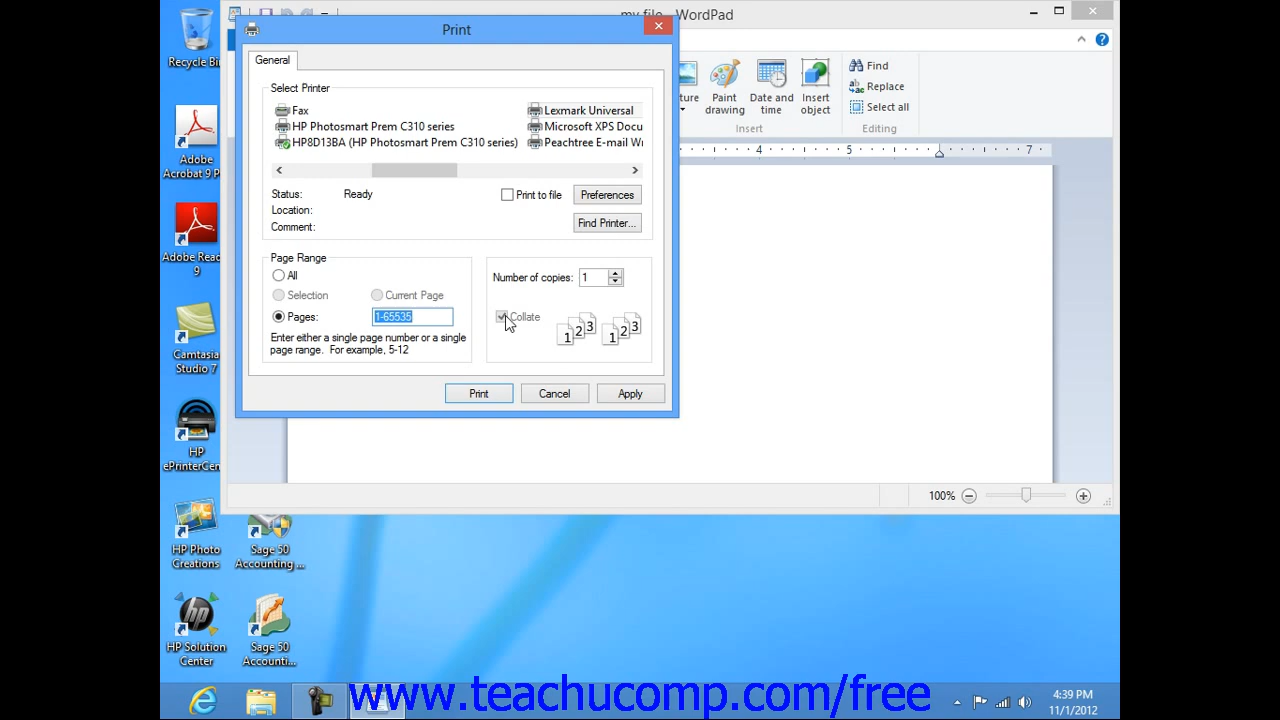 my file - WordPad
Print
General
Select Printer
Fax
HP Photosmart Prem C310 series
HP8D13BA (HP Photosmart Prem C310 series)
Lexmark Universal
Microsoft XPS Docu
Peachtree E-mail Wr
Status: Ready
Location:
Comment:
Print to file
Preferences
Find Printer...
Page Range
All
Selection
Current Page
Pages: 1-65535
Enter either a single page number or a single
page range. For example, 5-12
Number of copies: 1
Collate
1 2 3 1 2 3
Print
Cancel
Apply
ture
Paint
drawing
Date and
time
Insert
object
Insert
Find
Replace
Select all
Editing
4 5 7
100%
Recycle Bin
Adobe
Acrobat 9 P
Adobe Read
9
Camtasia
Studio 7
HP
ePrinterCen
HP Photo
Creations
Sage 50
Accounting ...
HP Solution
Center
Sage 50
Accounti...
www.teachucomp.com/free
4:39 PM
11/1/2012